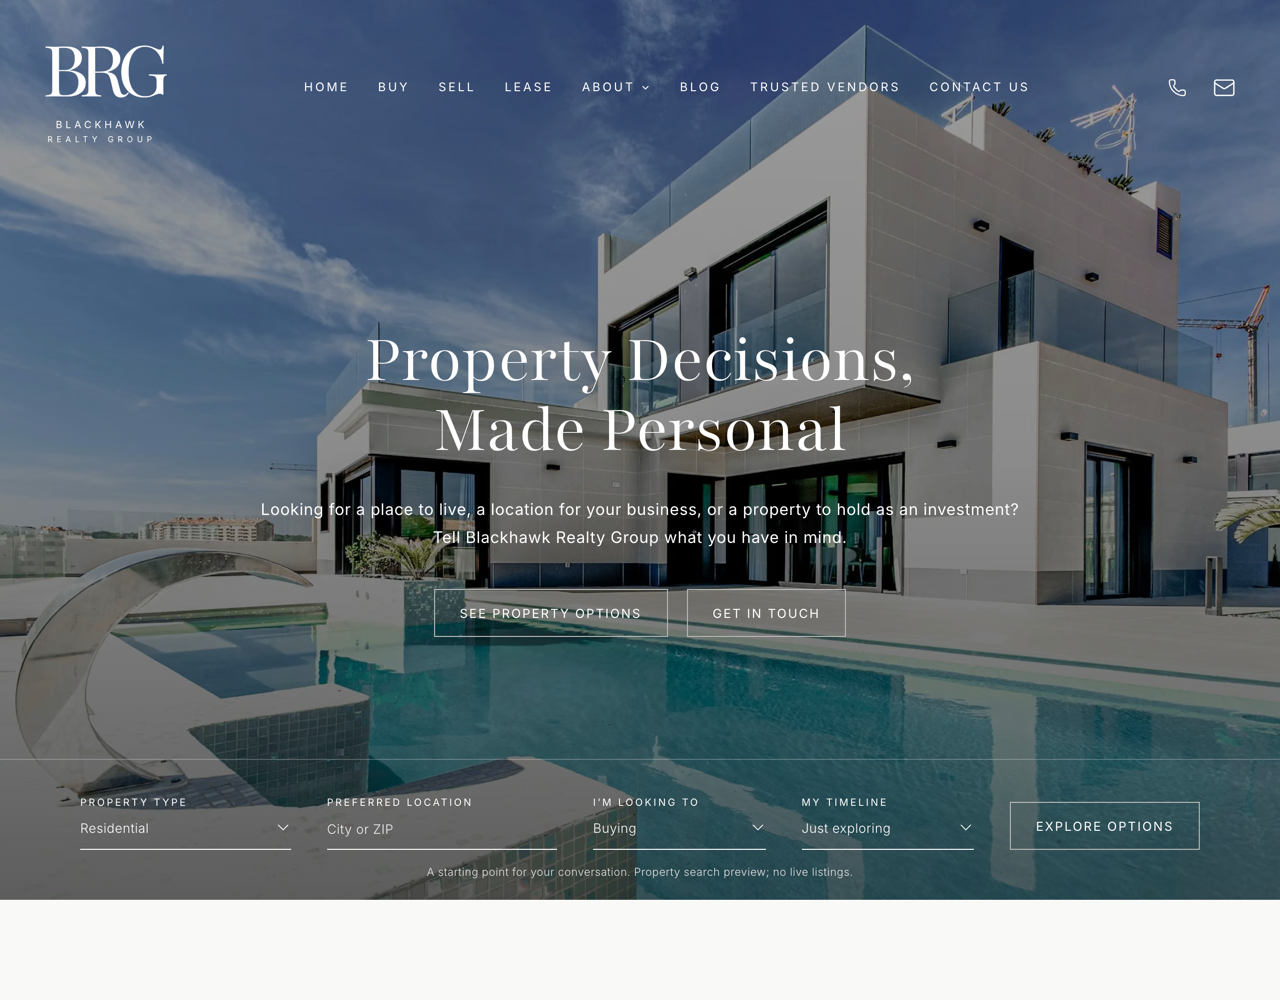 BRG
BLACKHAWK
REALTY GROUP
HOME BUY SELL LEASE ABOUT BLOG TRUSTED VENDORS CONTACT US
Property Decisions,
Made Personal
Looking for a place to live, a location for your business, or a property to hold as an investment?
Tell Blackhawk Realty Group what you have in mind.
SEE PROPERTY OPTIONS GET IN TOUCH
PROPERTY TYPE PREFERRED LOCATION I'M LOOKING TO MY TIMELINE
Residential City or ZIP Buying Just exploring EXPLORE OPTIONS
A starting point for your conversation. Property search preview; no live listings.